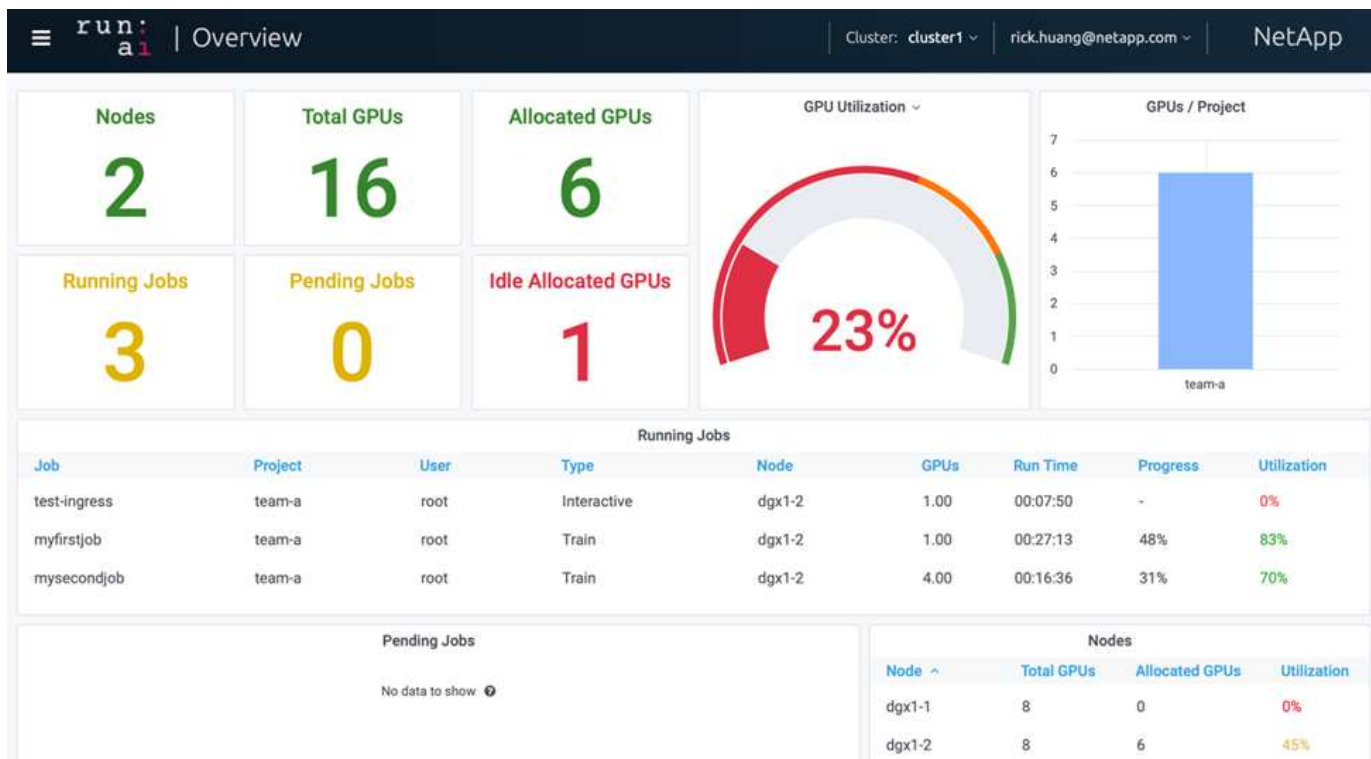 run: ai | Overview
Cluster: cluster1
rick.huang@netapp.com
NetApp
Nodes
2
Total GPUs
16
Allocated GPUs
6
GPU Utilization
23%
GPUs / Project
7
6
5
4
3
2
1
0
team-a
Running Jobs
3
Pending Jobs
0
Idle Allocated GPUs
1
Running Jobs
Job Project User Type Node GPUs Run Time Progress Utilization
test-ingress team-a root Interactive dgx1-2 1.00 00:07:50 - 0%
myfirstjob team-a root Train dgx1-2 1.00 00:27:13 48% 83%
mysecondjob team-a root Train dgx1-2 4.00 00:16:36 31% 70%
Pending Jobs
No data to show
Nodes
Node Total GPUs Allocated GPUs Utilization
dgx1-1 8 0 0%
dgx1-2 8 6 45%